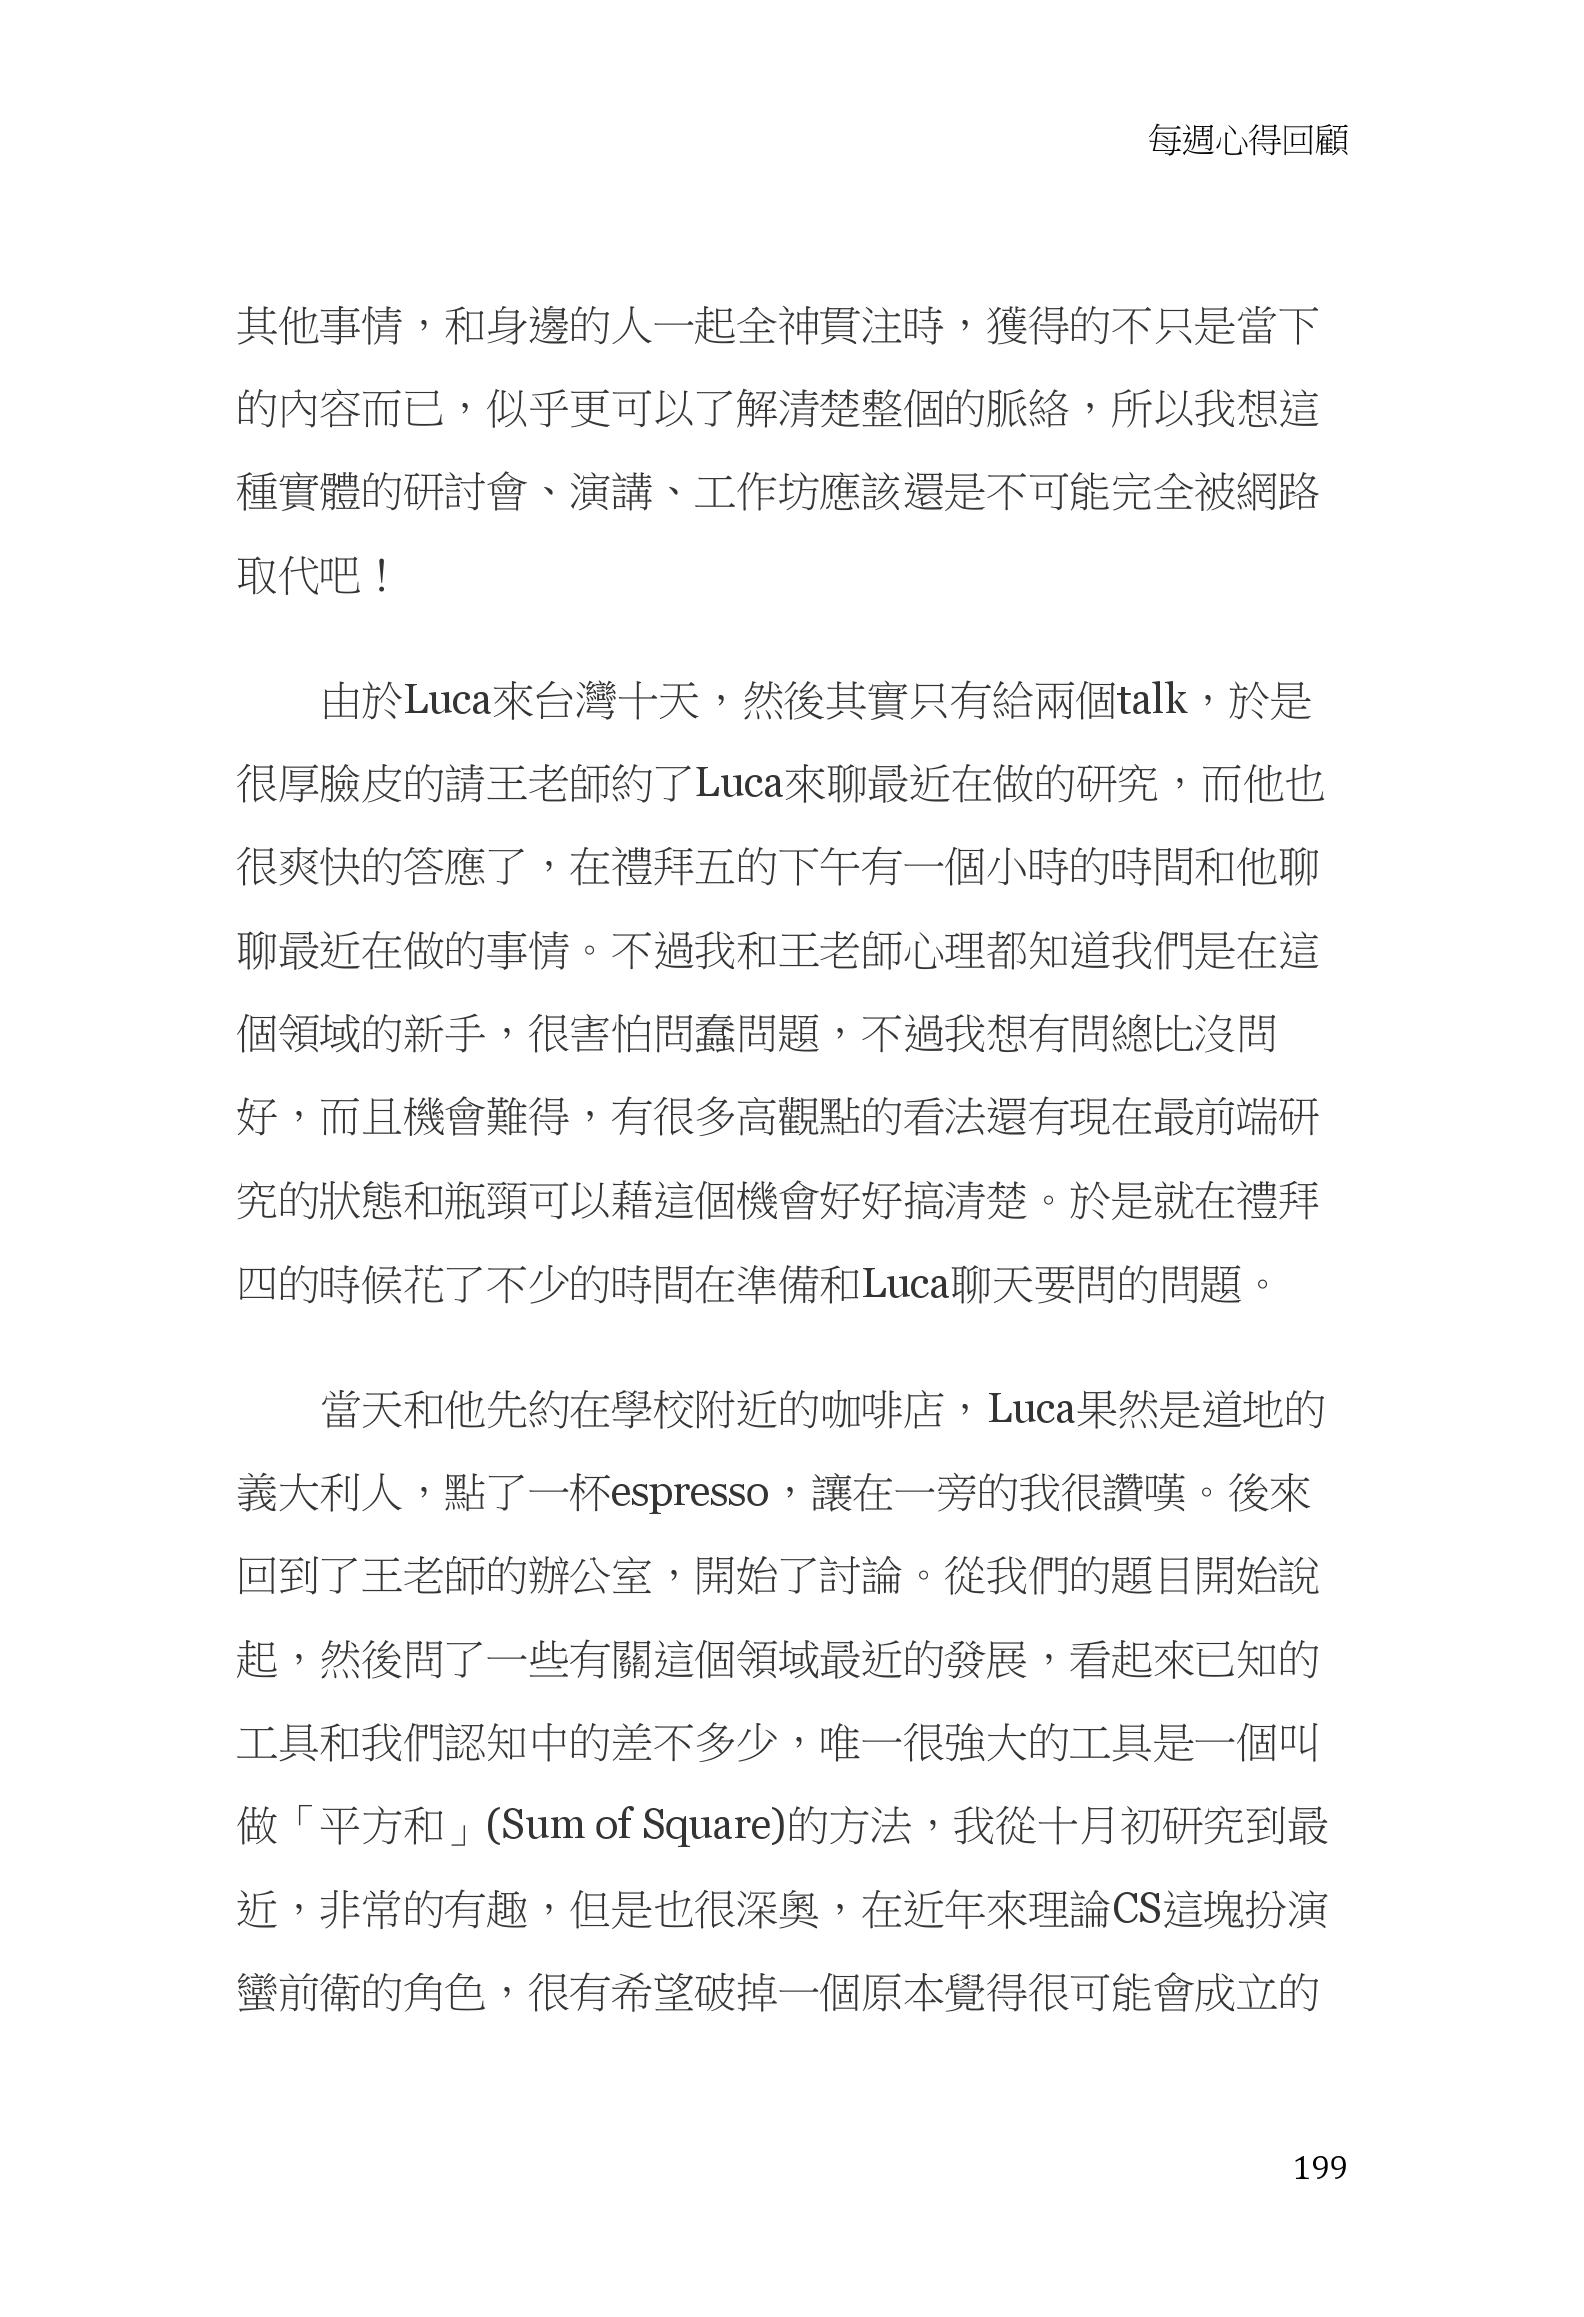 每週心得回顧
其他事情，和身邊的人一起全神貫注時，獲得的不只是當下
的內容而已，似乎更可以了解清楚整個的脈絡，所以我想這
種實體的研討會、演講、工作坊應該還是不可能完全被網路
取代吧！
由於Luca來台灣十天，然後其實只有給兩個talk，於是
很厚臉皮的請王老師約了Luca來聊最近在做的研究，而他也
很爽快的答應了，在禮拜五的下午有一個小時的時間和他聊
聊最近在做的事情。不過我和王老師心理都知道我們是在這
個領域的新手，很害怕問蠢問題，不過我想有問總比沒問
好，而且機會難得，有很多高觀點的看法還有現在最前端研
究的狀態和瓶頸可以藉這個機會好好搞清楚。於是就在禮拜
四的時候花了不少的時間在準備和Luca聊天要問的問題。
當天和他先約在學校附近的咖啡店，Luca果然是道地的
義大利人，點了一杯espresso，讓在一旁的我很讚嘆。後來
回到了王老師的辦公室，開始了討論。從我們的題目開始說
起，然後問了一些有關這個領域最近的發展，看起來已知的
工具和我們認知中的差不多少，唯一很強大的工具是一個叫
做「平方和」(Sum of Square)的方法，我從十月初研究到最
近，非常的有趣，但是也很深奧，在近年來理論CS這塊扮演
蠻前衛的角色，很有希望破掉一個原本覺得很可能會成立的
199